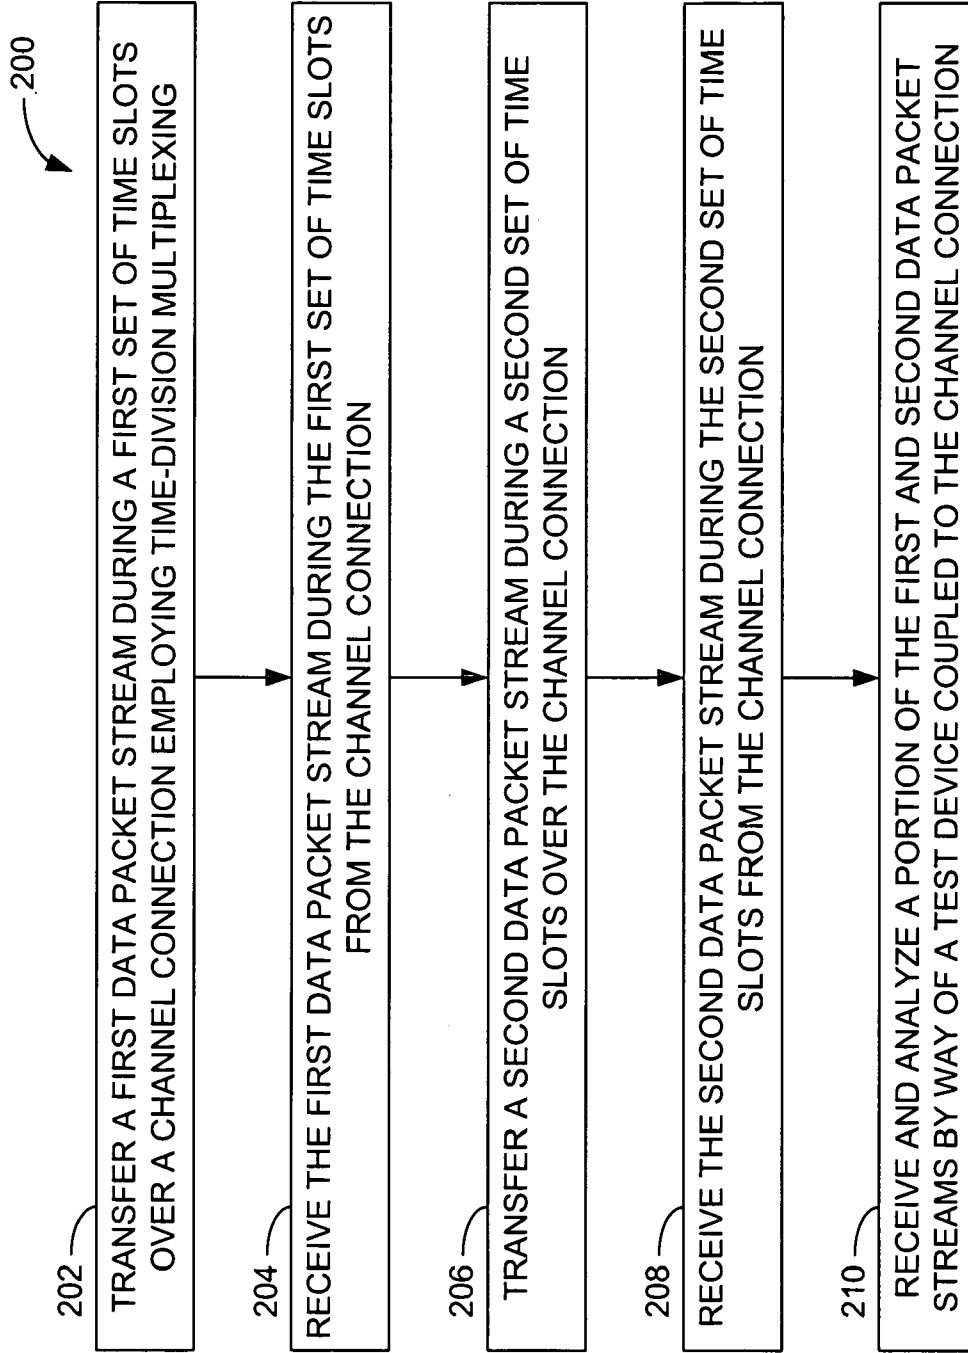 200
202
TRANSFER A FIRST DATA PACKET STREAM DURING A FIRST SET OF TIME SLOTS
OVER A CHANNEL CONNECTION EMPLOYING TIME-DIVISION MULTIPLEXING
204
RECEIVE THE FIRST DATA PACKET STREAM DURING THE FIRST SET OF TIME SLOTS
FROM THE CHANNEL CONNECTION
206
TRANSFER A SECOND DATA PACKET STREAM DURING A SECOND SET OF TIME
SLOTS OVER THE CHANNEL CONNECTION
208
RECEIVE THE SECOND DATA PACKET STREAM DURING THE SECOND SET OF TIME
SLOTS FROM THE CHANNEL CONNECTION
210
RECEIVE AND ANALYZE A PORTION OF THE FIRST AND SECOND DATA PACKET
STREAMS BY WAY OF A TEST DEVICE COUPLED TO THE CHANNEL CONNECTION